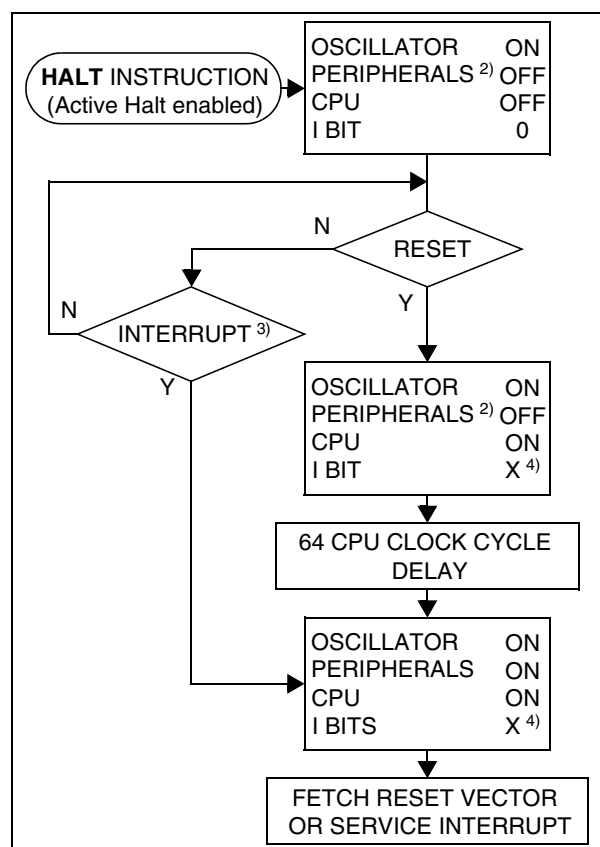 HALT INSTRUCTION
(Active Halt enabled)
OSCILLATOR ON
PERIPHERALS 2) OFF
CPU OFF
I BIT 0
RESET
N
Y
INTERRUPT 3)
N
Y
OSCILLATOR ON
PERIPHERALS 2) OFF
CPU ON
I BIT X 4)
64 CPU CLOCK CYCLE
DELAY
OSCILLATOR ON
PERIPHERALS ON
CPU ON
I BITS X 4)
FETCH RESET VECTOR
OR SERVICE INTERRUPT